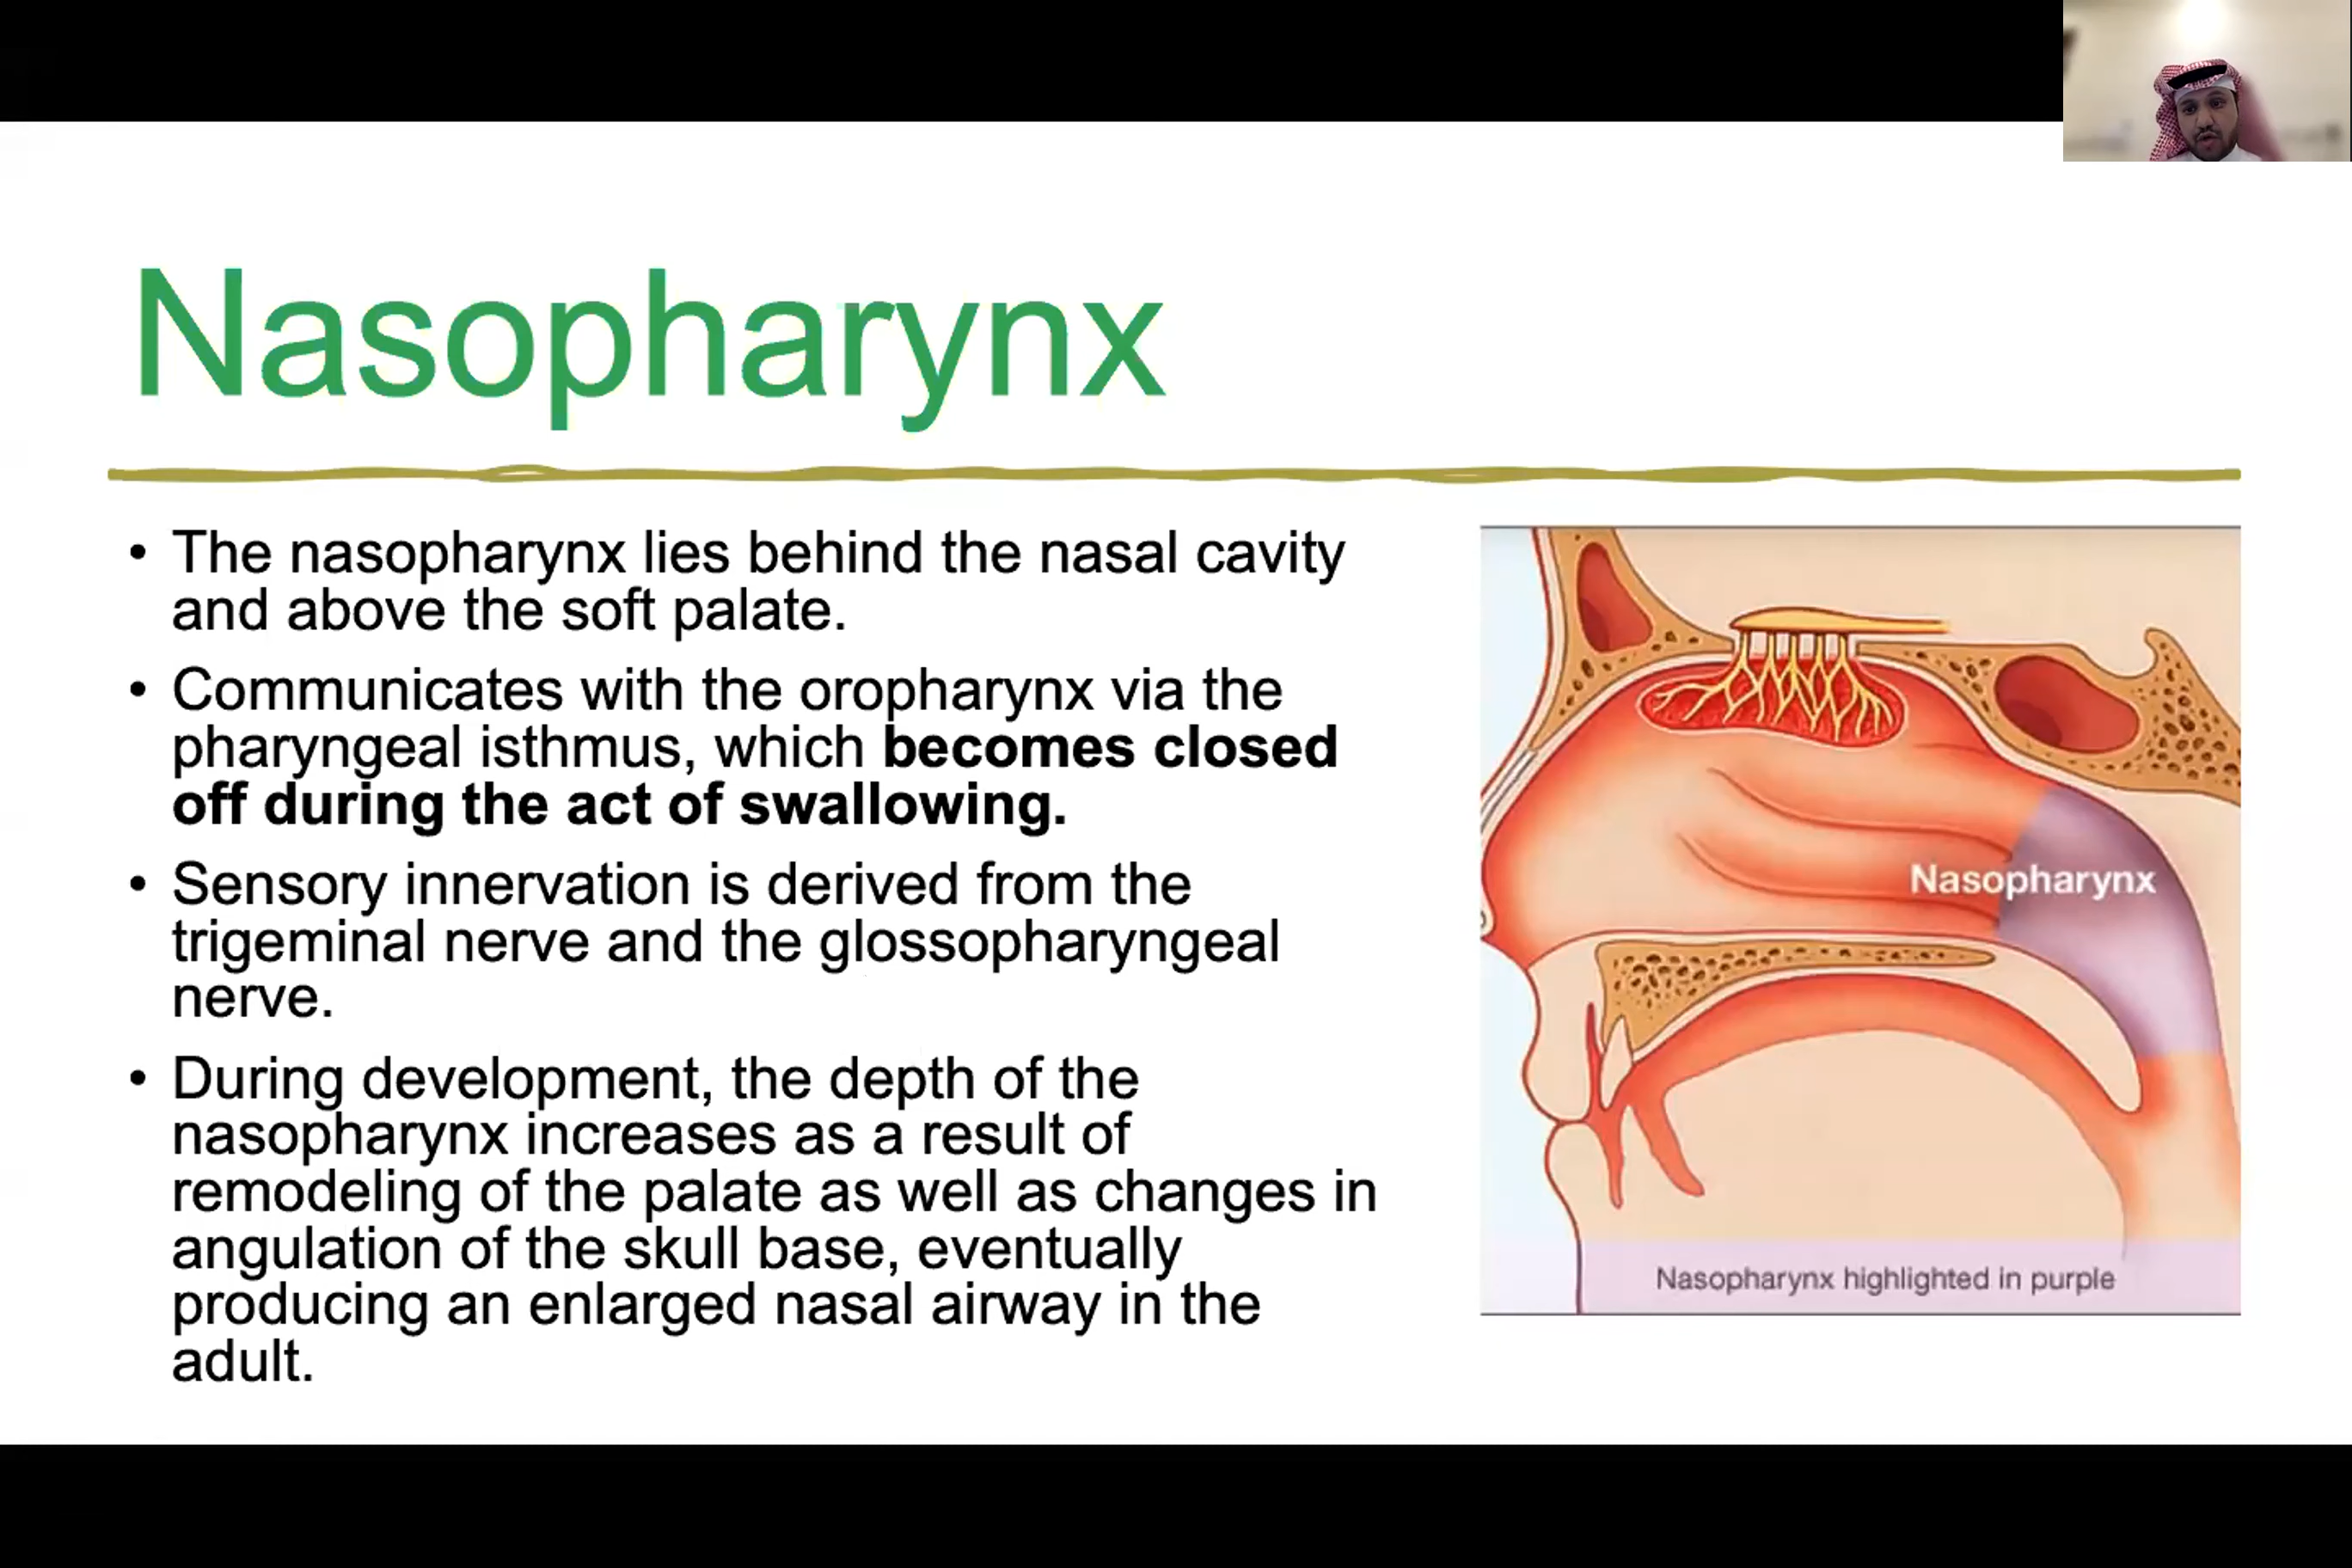 Nasopharynx
• The nasopharynx lies behind the nasal cavity
and above the soft palate.
• Communicates with the oropharynx via the
pharyngeal isthmus, which becomes closed
off during the act of swallowing.
• Sensory innervation is derived from the
trigeminal nerve and the glossopharyngeal
nerve.
• During development, the depth of the
nasopharynx increases as a result of
remodeling of the palate as well as changes in
angulation of the skull base, eventually
producing an enlarged nasal airway in the
adult.
Nasopharynx
Nasopharynx highlighted in purple